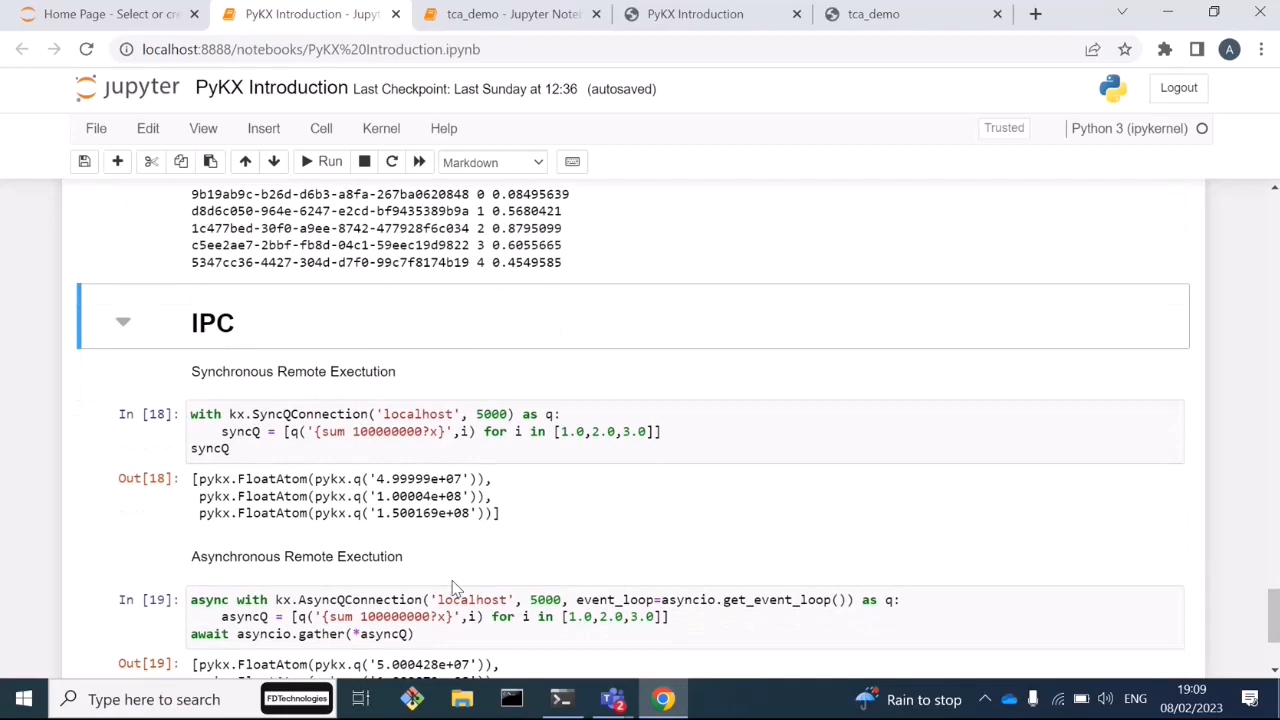 Home Page - Select or cre
PyKX Introduction - Jupyt
tca_demo - Jupyter Noteb
PyKX Introduction
tca_demo
localhost:8888/notebooks/PyKX%20Introduction.ipynb
A
jupyter PyKX Introduction Last Checkpoint: Last Sunday at 12:36 (autosaved)
Logout
File Edit View Insert Cell Kernel Help
Trusted
Python 3 (ipykernel)
Run
Markdown
9b19ab9c-b26d-d6b3-a8fa-267ba0620848 0 0.08495639
d8d6c050-964e-6247-e2cd-bf9435389b9a 1 0.5680421
1c477bed-30f0-a9ee-8742-477928f6c034 2 0.8795099
c5ee2ae7-2bbf-fb8d-04c1-59eec19d9822 3 0.6055665
5347cc36-4427-304d-d7f0-99c7f8174b19 4 0.4549585
IPC
Synchronous Remote Exectution
In [18]: with kx.SyncQConnection('localhost', 5000) as q:
syncQ = [q('{sum 100000000?x}',i) for i in [1.0,2.0,3.0]]
syncQ
Out[18]: [pykx.FloatAtom(pykx.q('4.99999e+07')),
pykx.FloatAtom(pykx.q('1.00004e+08')),
pykx.FloatAtom(pykx.q('1.500169e+08'))]
Asynchronous Remote Exectution
In [19]: async with kx.AsyncQConnection('localhost', 5000, event_loop=asyncio.get_event_loop()) as q:
asyncQ = [q('{sum 100000000?x}',i) for i in [1.0,2.0,3.0]]
await asyncio.gather(*asyncQ)
Out[19]: [pykx.FloatAtom(pykx.q('5.000428e+07')),
Type here to search
FDTechnologies
2
Rain to stop
ENG
19:09
08/02/2023